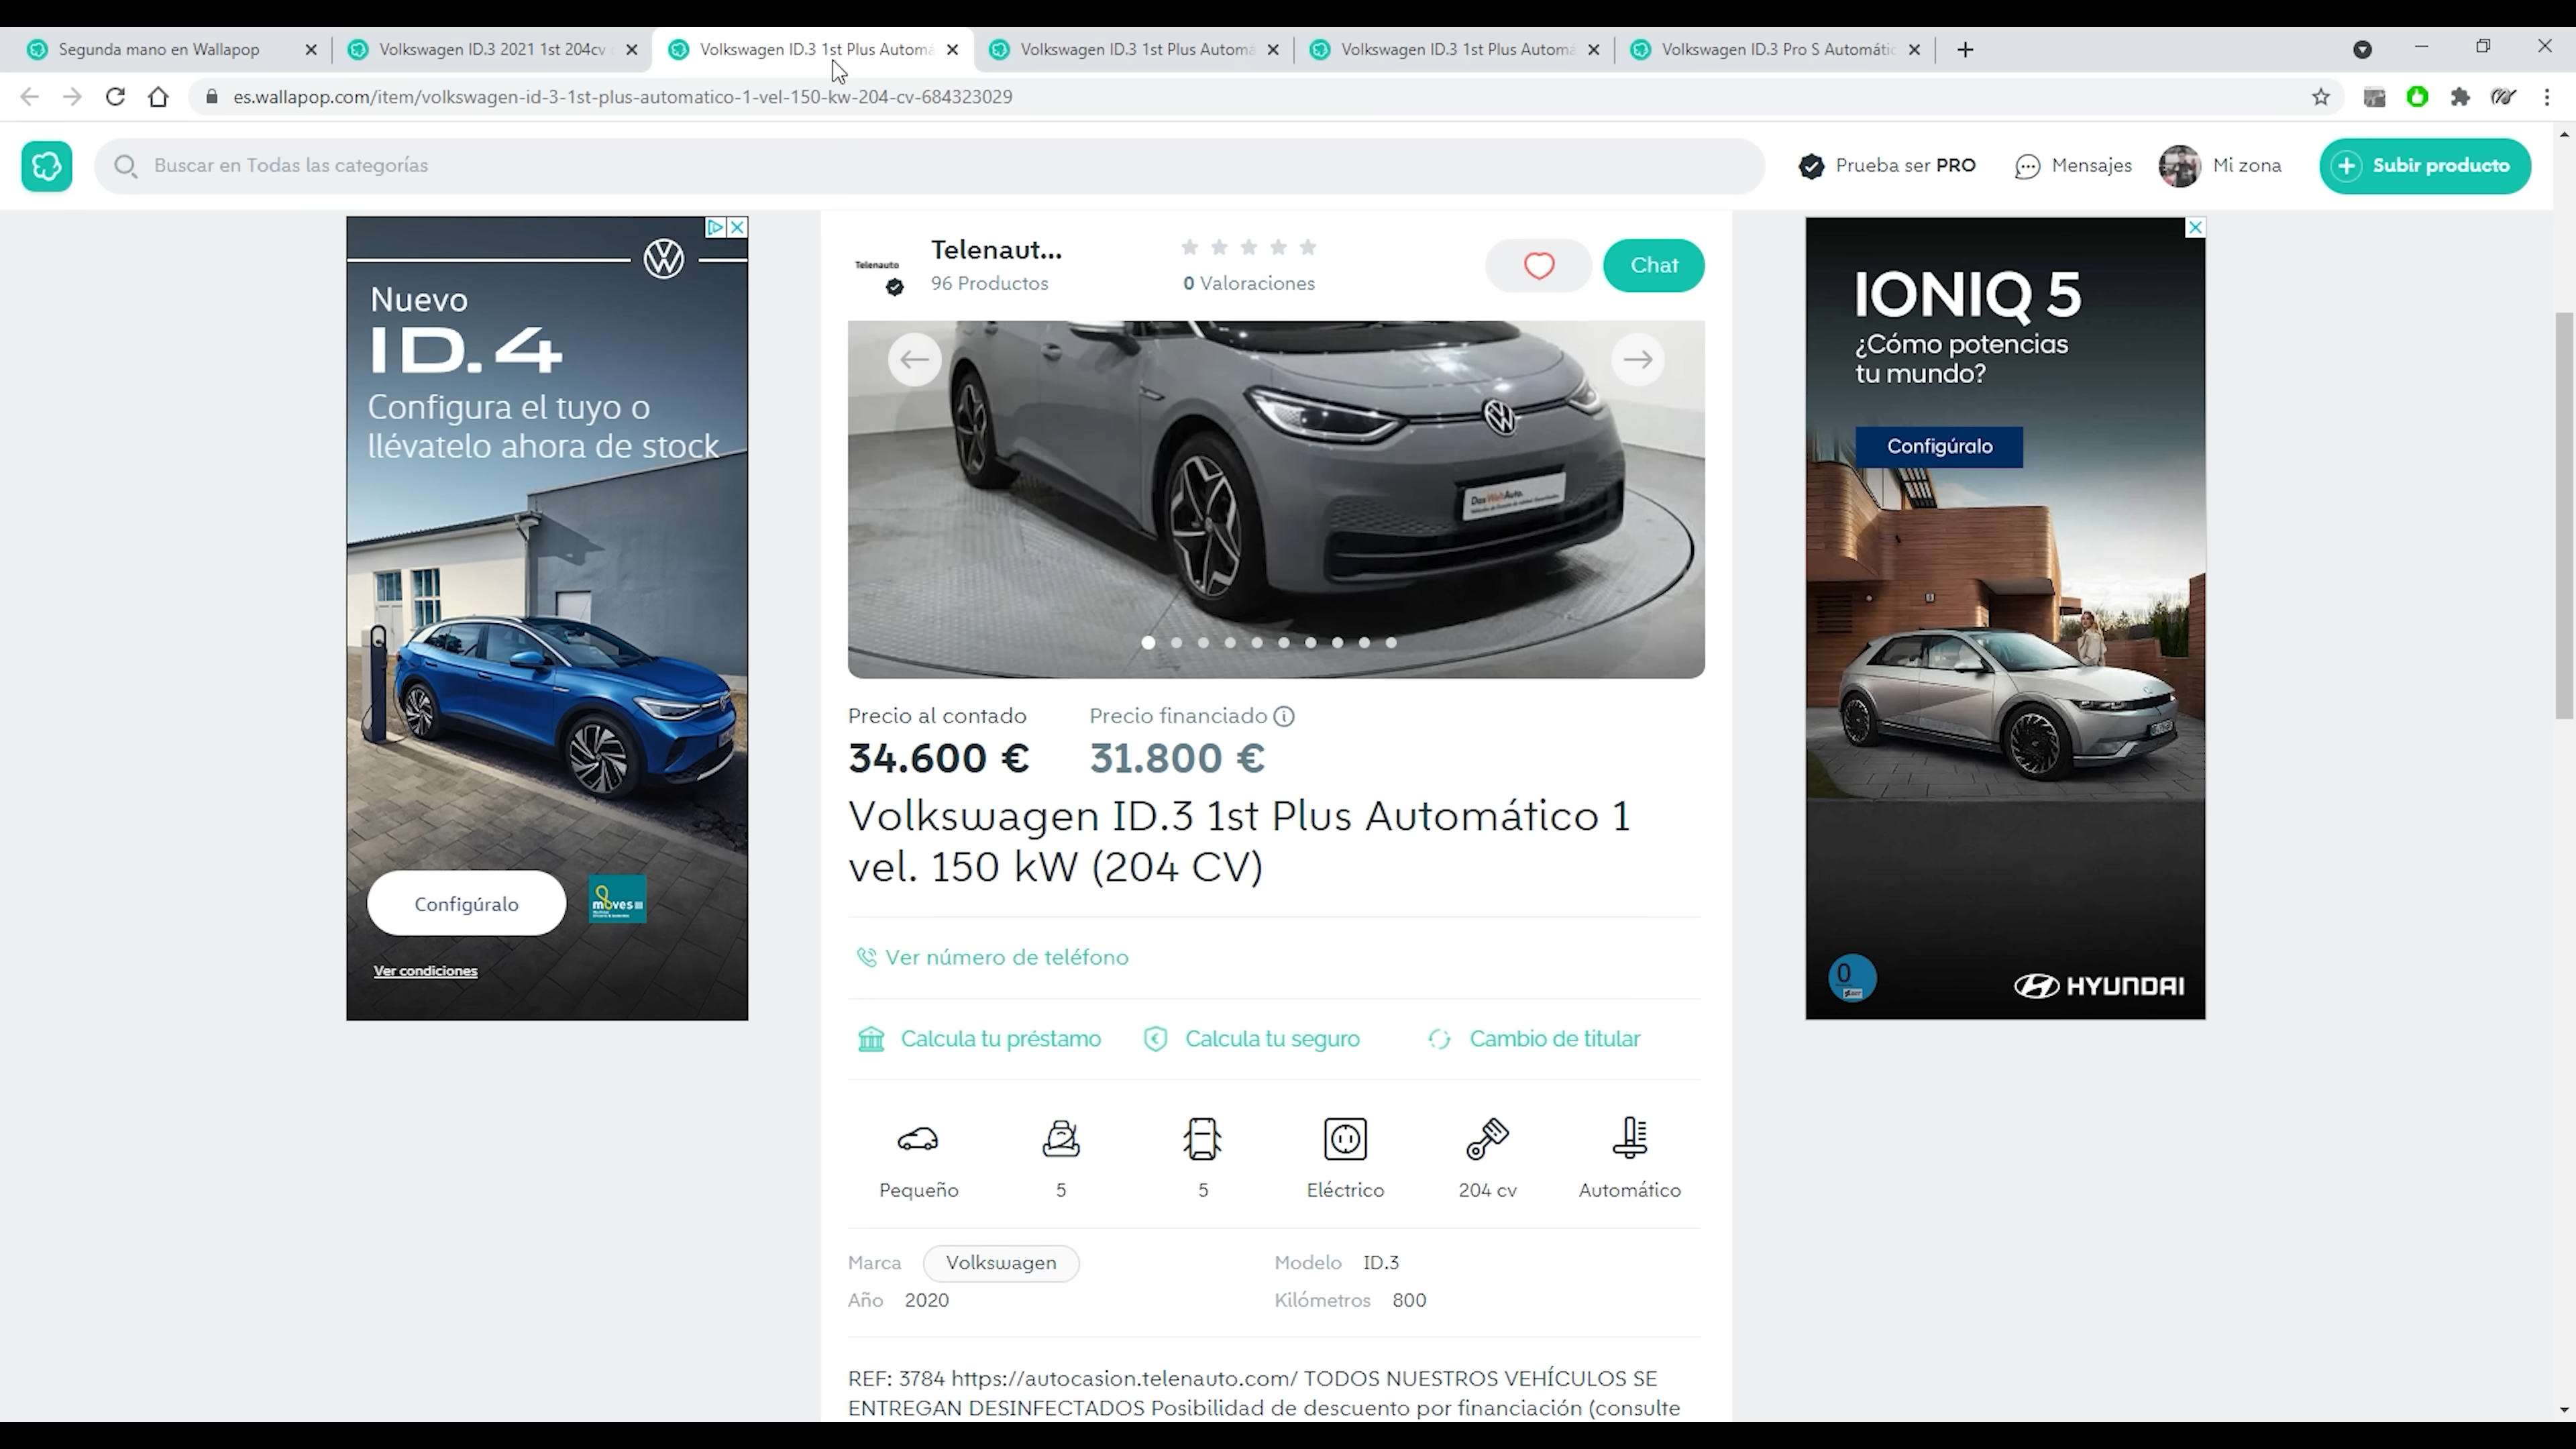 Segunda mano en Wallapop
Volkswagen ID.3 2021 1st 204cv
Volkswagen ID.3 1st Plus Automá
Volkswagen ID.3 1st Plus Automá
Volkswagen ID.3 1st Plus Automá
Volkswagen ID.3 Pro S Automátic
es.wallapop.com/item/volkswagen-id-3-1st-plus-automatico-1-vel-150-kw-204-cv-684323029
Buscar en Todas las categorías
Prueba ser PRO
Mensajes
Mi zona
Subir producto
Nuevo
ID.4
Configura el tuyo o
llévatelo ahora de stock
Configúralo
moves III
Ver condiciones
Telenauto
Telenaut...
96 Productos
0 Valoraciones
Chat
Das WeltAuto.
Precio al contado
Precio financiado
34.600 €
31.800 €
Volkswagen ID.3 1st Plus Automático 1
vel. 150 kW (204 CV)
Ver número de teléfono
Calcula tu préstamo
Calcula tu seguro
Cambio de titular
Pequeño
5
5
Eléctrico
204 cv
Automático
Marca Volkswagen
Modelo ID.3
Año 2020
Kilómetros 800
REF: 3784 https://autocasion.telenauto.com/ TODOS NUESTROS VEHÍCULOS SE
ENTREGAN DESINFECTADOS Posibilidad de descuento por financiación (consulte
IONIQ 5
¿Cómo potencias
tu mundo?
Configúralo
0
HYUNDAI